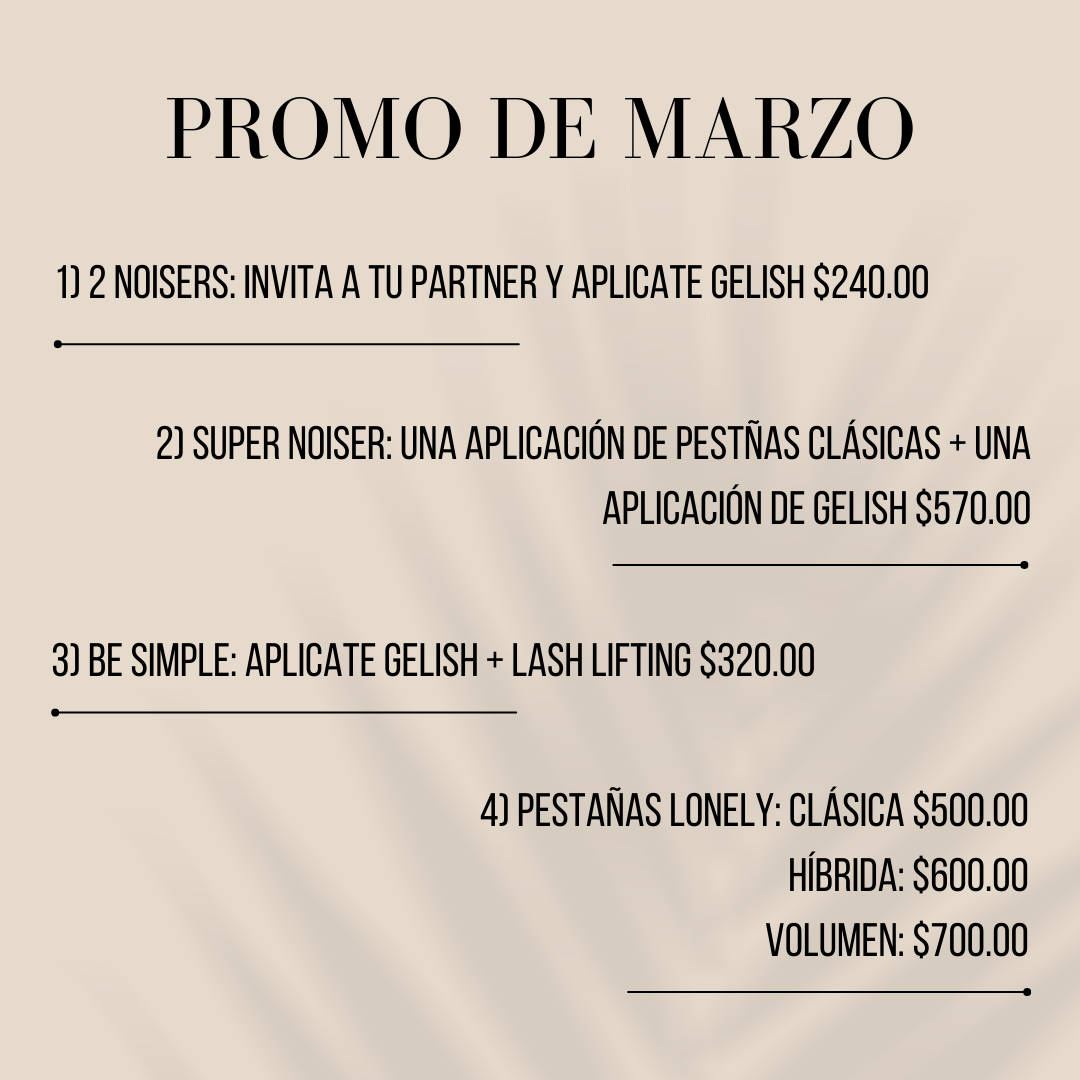 PROMO DE MARZO
1) 2 NOISERS: INVITA A TU PARTNER Y APLICATE GELISH $240.00
2) SUPER NOISER: UNA APLICACIÓN DE PESTÑAS CLÁSICAS + UNA
APLICACIÓN DE GELISH $570.00
3) BE SIMPLE: APLICATE GELISH + LASH LIFTING $320.00
4) PESTAÑAS LONELY: CLÁSICA $500.00
HÍBRIDA: $600.00
VOLUMEN: $700.00